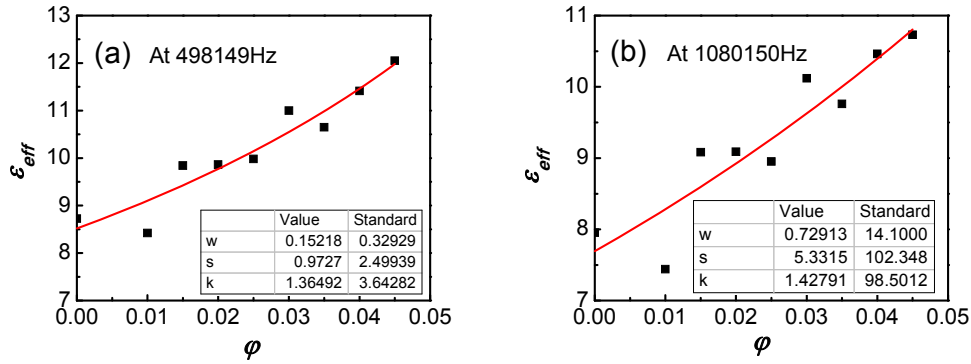 (a) At 498149Hz
13
12
11
10
9
8
7
ε_eff
0.00 0.01 0.02 0.03 0.04 0.05
φ
Value Standard
w 0.15218 0.32929
s 0.9727 2.49939
k 1.36492 3.64282
(b) At 1080150Hz
11
10
9
8
7
ε_eff
0.00 0.01 0.02 0.03 0.04 0.05
φ
Value Standard
w 0.72913 14.1000
s 5.3315 102.348
k 1.42791 98.5012